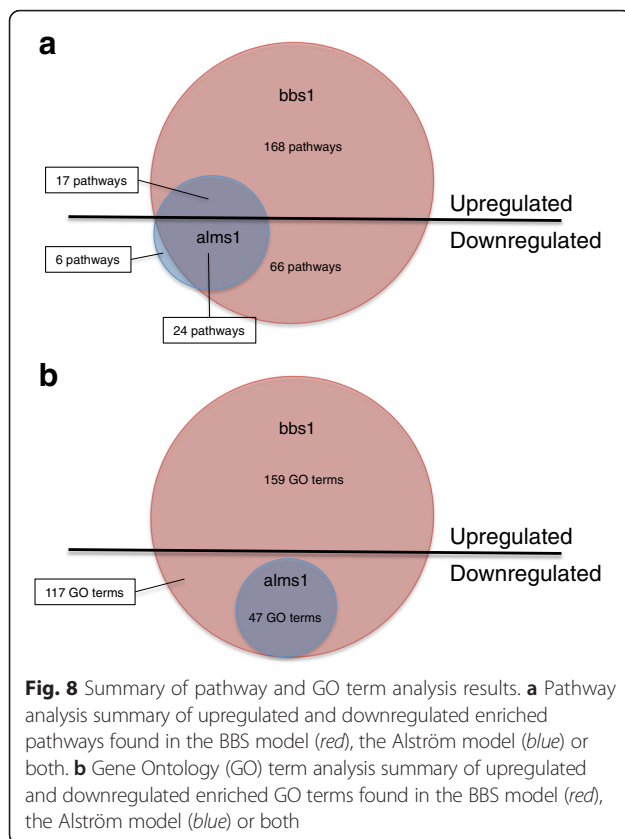 a
bbs1
168 pathways
17 pathways
Upregulated
Downregulated
alms1
6 pathways
66 pathways
24 pathways
b
bbs1
159 GO terms
Upregulated
Downregulated
alms1
117 GO terms
47 GO terms
Fig. 8 Summary of pathway and GO term analysis results. a Pathway
analysis summary of upregulated and downregulated enriched
pathways found in the BBS model (red), the Alström model (blue) or
both. b Gene Ontology (GO) term analysis summary of upregulated
and downregulated enriched GO terms found in the BBS model (red),
the Alström model (blue) or both